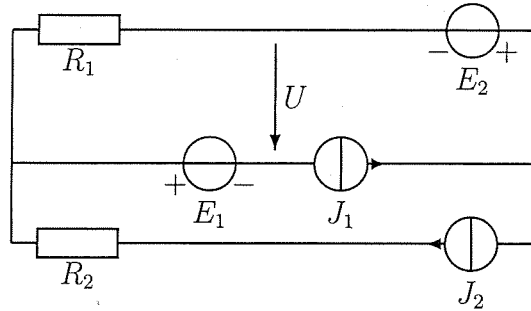 R₁
− +
E₂
U
+ −
E₁
J₁
R₂
J₂